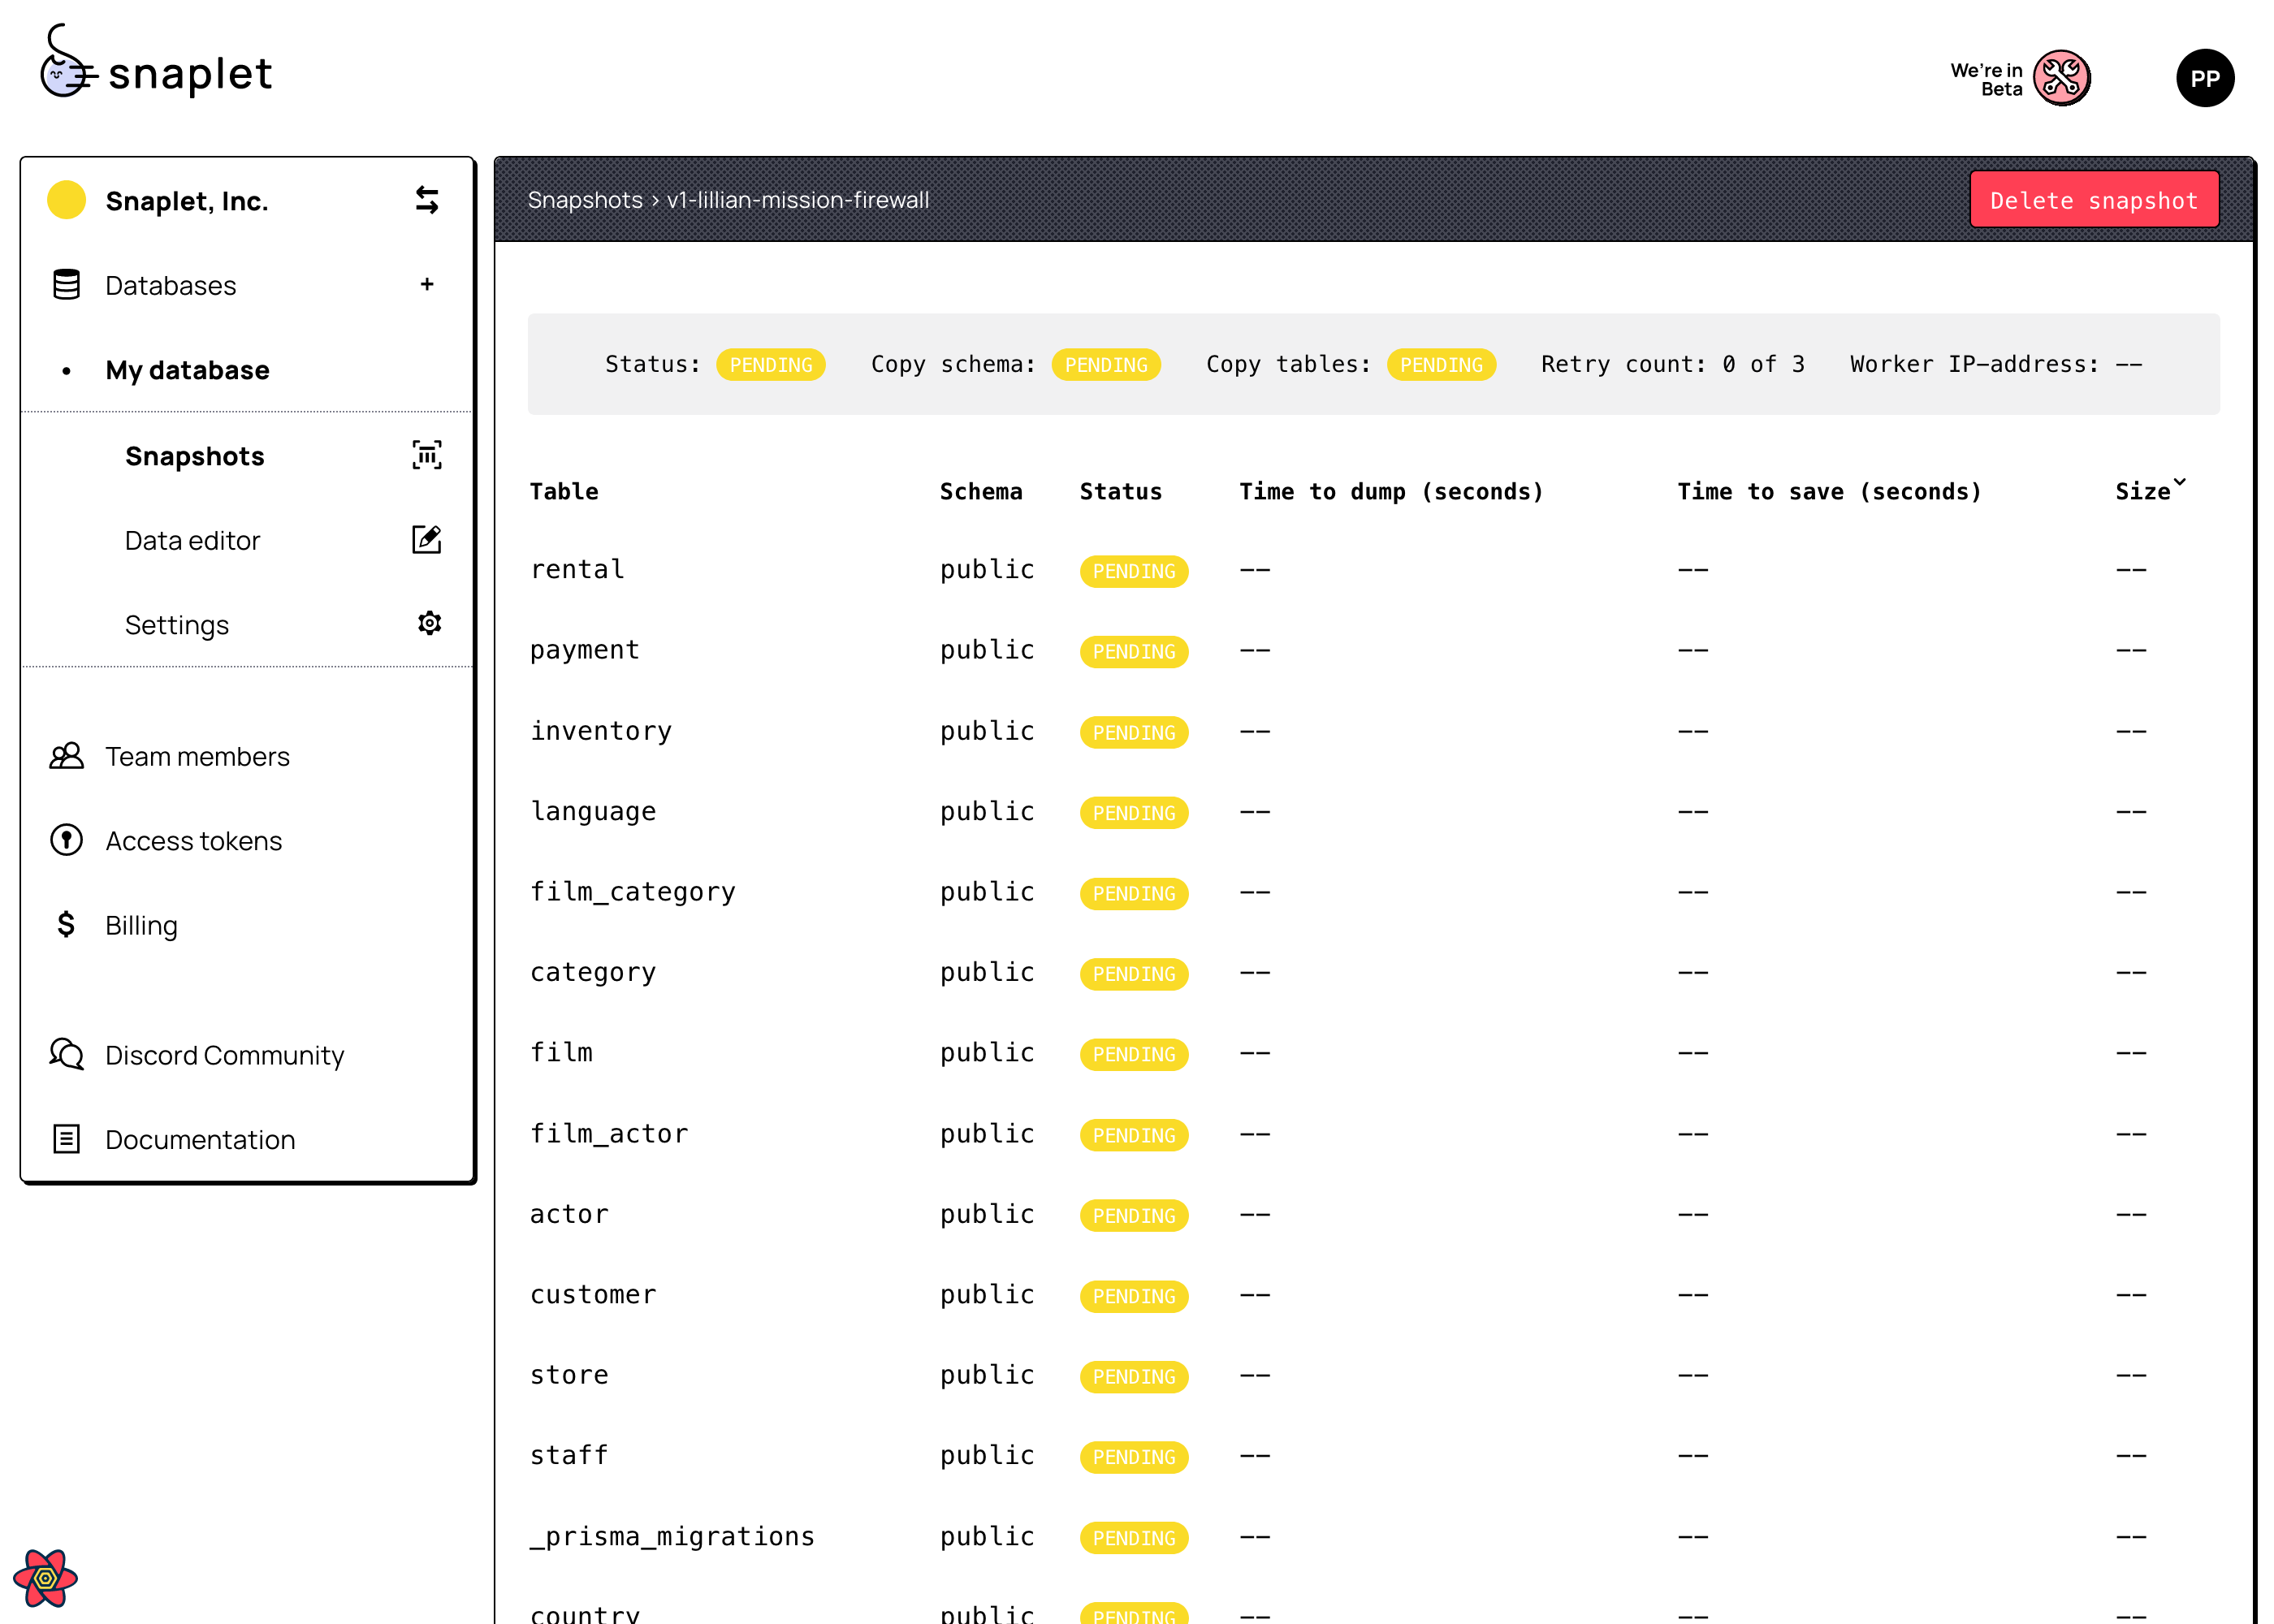 snaplet
We're in
Beta
PP
Snaplet, Inc.
Databases +
My database
Snapshots
Data editor
Settings
Team members
Access tokens
$ Billing
Discord Community
Documentation
Snapshots › v1-lillian-mission-firewall
Delete snapshot
Status: PENDING Copy schema: PENDING Copy tables: PENDING Retry count: 0 of 3 Worker IP-address: --
Table Schema Status Time to dump (seconds) Time to save (seconds) Size
rental public PENDING -- -- --
payment public PENDING -- -- --
inventory public PENDING -- -- --
language public PENDING -- -- --
film_category public PENDING -- -- --
category public PENDING -- -- --
film public PENDING -- -- --
film_actor public PENDING -- -- --
actor public PENDING -- -- --
customer public PENDING -- -- --
store public PENDING -- -- --
staff public PENDING -- -- --
_prisma_migrations public PENDING -- -- --
country public PENDING -- -- --